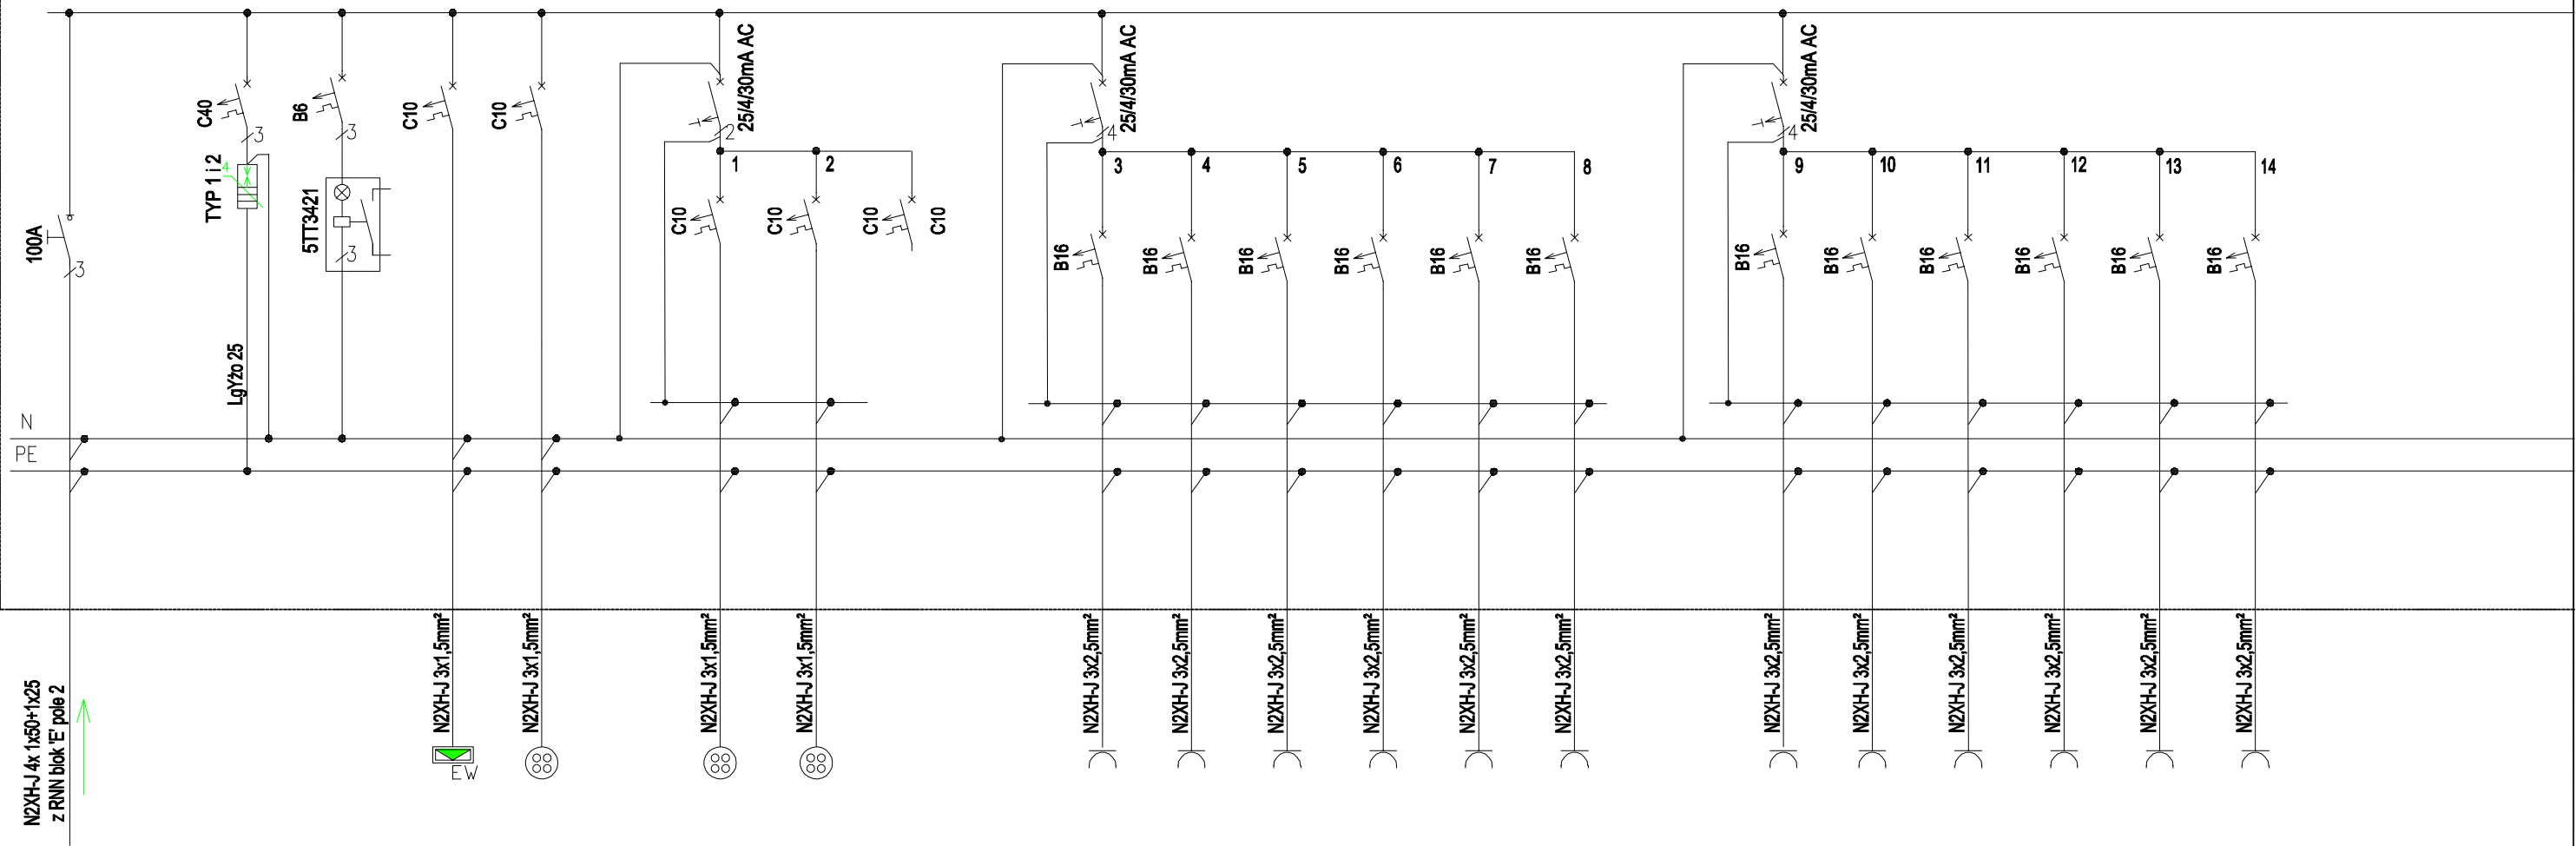 100A
3
N2XH-J 4x 1x50+1x25
z RNN blok 'E' pole 2
C40
3
TYP 1 i 2
4
LgYżo 25
B6
3
5TT3421
3
C10
C10
25/4/30mA AC
2
1
2
C10
C10
C10
C10
25/4/30mA AC
4
3
4
5
6
7
8
B16
B16
B16
B16
B16
B16
25/4/30mA AC
4
9
10
11
12
13
14
B16
B16
B16
B16
B16
B16
N
PE
N2XH-J 3x1,5mm²
N2XH-J 3x1,5mm²
N2XH-J 3x1,5mm²
N2XH-J 3x1,5mm²
N2XH-J 3x2,5mm²
N2XH-J 3x2,5mm²
N2XH-J 3x2,5mm²
N2XH-J 3x2,5mm²
N2XH-J 3x2,5mm²
N2XH-J 3x2,5mm²
N2XH-J 3x2,5mm²
N2XH-J 3x2,5mm²
N2XH-J 3x2,5mm²
N2XH-J 3x2,5mm²
N2XH-J 3x2,5mm²
N2XH-J 3x2,5mm²
EW